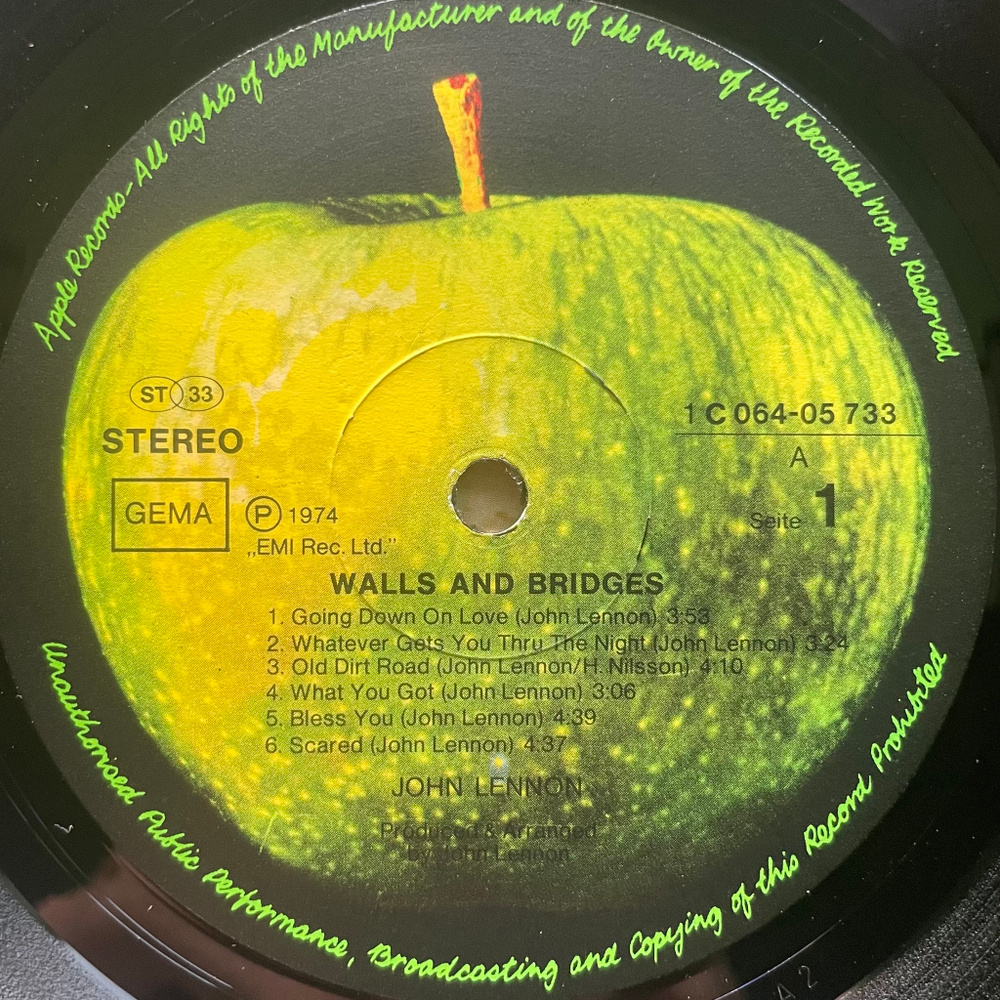 Apple Records - All Rights of the Manufacturer and of the Owner of the Recorded Work Reserved
ST 33
STEREO
GEMA
Ⓟ 1974
„EMI Rec. Ltd.”
1 C 064-05 733
A
Seite 1
WALLS AND BRIDGES
1. Going Down On Love (John Lennon) 3:53
2. Whatever Gets You Thru The Night (John Lennon) 3:24
3. Old Dirt Road (John Lennon/H. Nilsson) 4:10
4. What You Got (John Lennon) 3:06
5. Bless You (John Lennon) 4:39
6. Scared (John Lennon) 4:37
JOHN LENNON
Produced & Arranged
by John Lennon
Unauthorised Public Performance, Broadcasting and Copying of this Record Prohibited
A 2